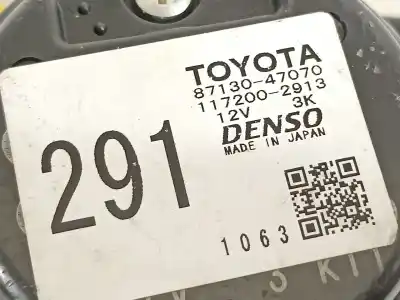 TOYOTA
87130-47070
117200-2913
12V 3K
DENSO
MADE IN JAPAN
291
1063